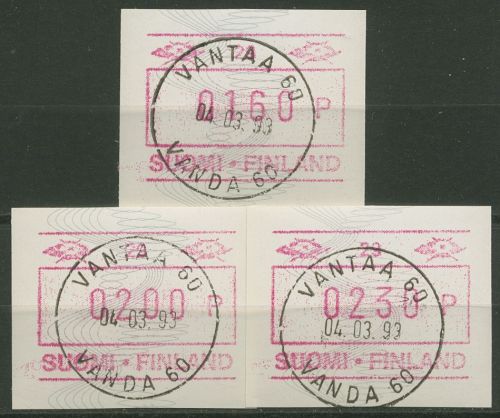 VANTAA 60
0160 P
04.03.93
SUOMI · FINLAND
VANDA 60
VANTAA 60
0200 P
04.03.93
SUOMI · FINLAND
VANDA 60
VANTAA 60
0230 P
04.03.93
SUOMI · FINLAND
VANDA 60